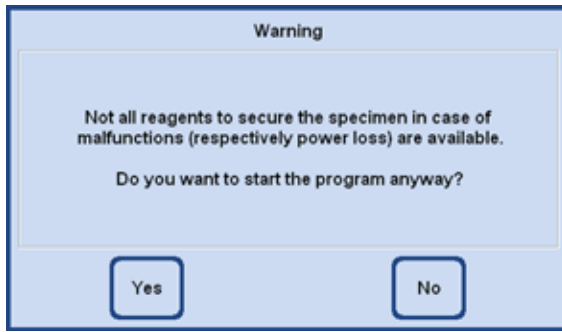 Warning
Not all reagents to secure the specimen in case of
malfunctions (respectively power loss) are available.
Do you want to start the program anyway?
Yes
No